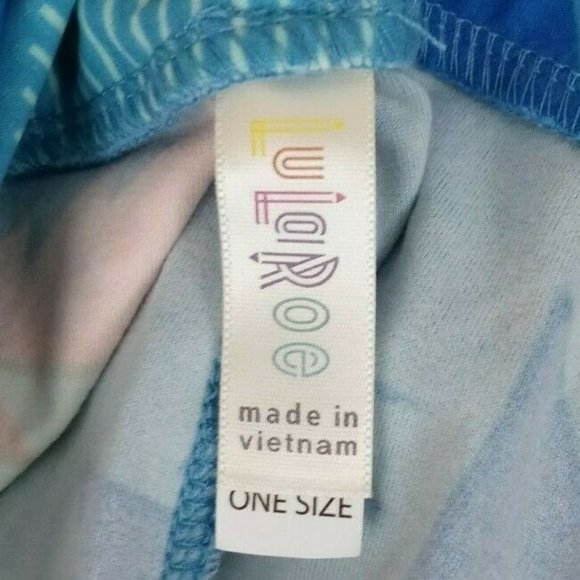 LuLaRoe
made in
vietnam
ONE SIZE